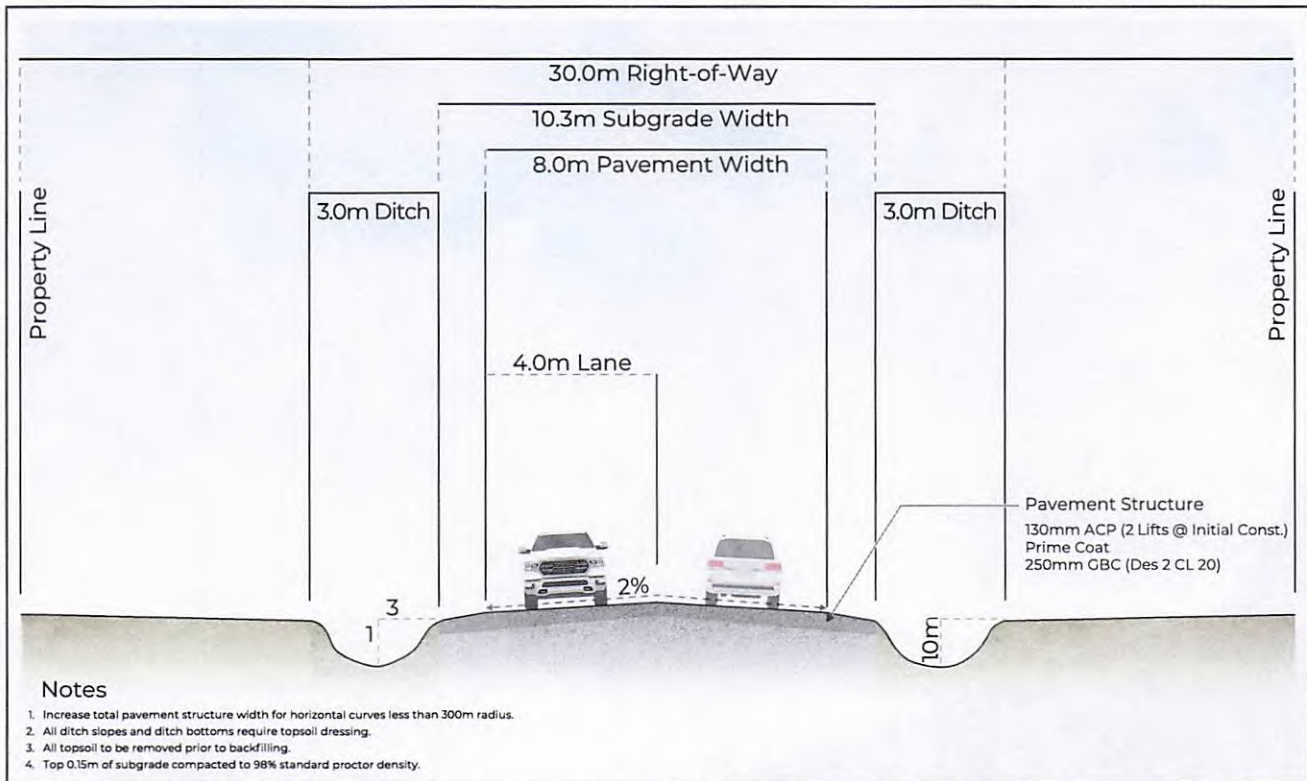 30.0m Right-of-Way
10.3m Subgrade Width
8.0m Pavement Width
3.0m Ditch
3.0m Ditch
Property Line
Property Line
4.0m Lane
Pavement Structure
130mm ACP (2 Lifts @ Initial Const.)
Prime Coat
250mm GBC (Des 2 CL 20)
2%
3
1
10m
Notes
1. Increase total pavement structure width for horizontal curves less than 300m radius.
2. All ditch slopes and ditch bottoms require topsoil dressing.
3. All topsoil to be removed prior to backfilling.
4. Top 0.15m of subgrade compacted to 98% standard proctor density.